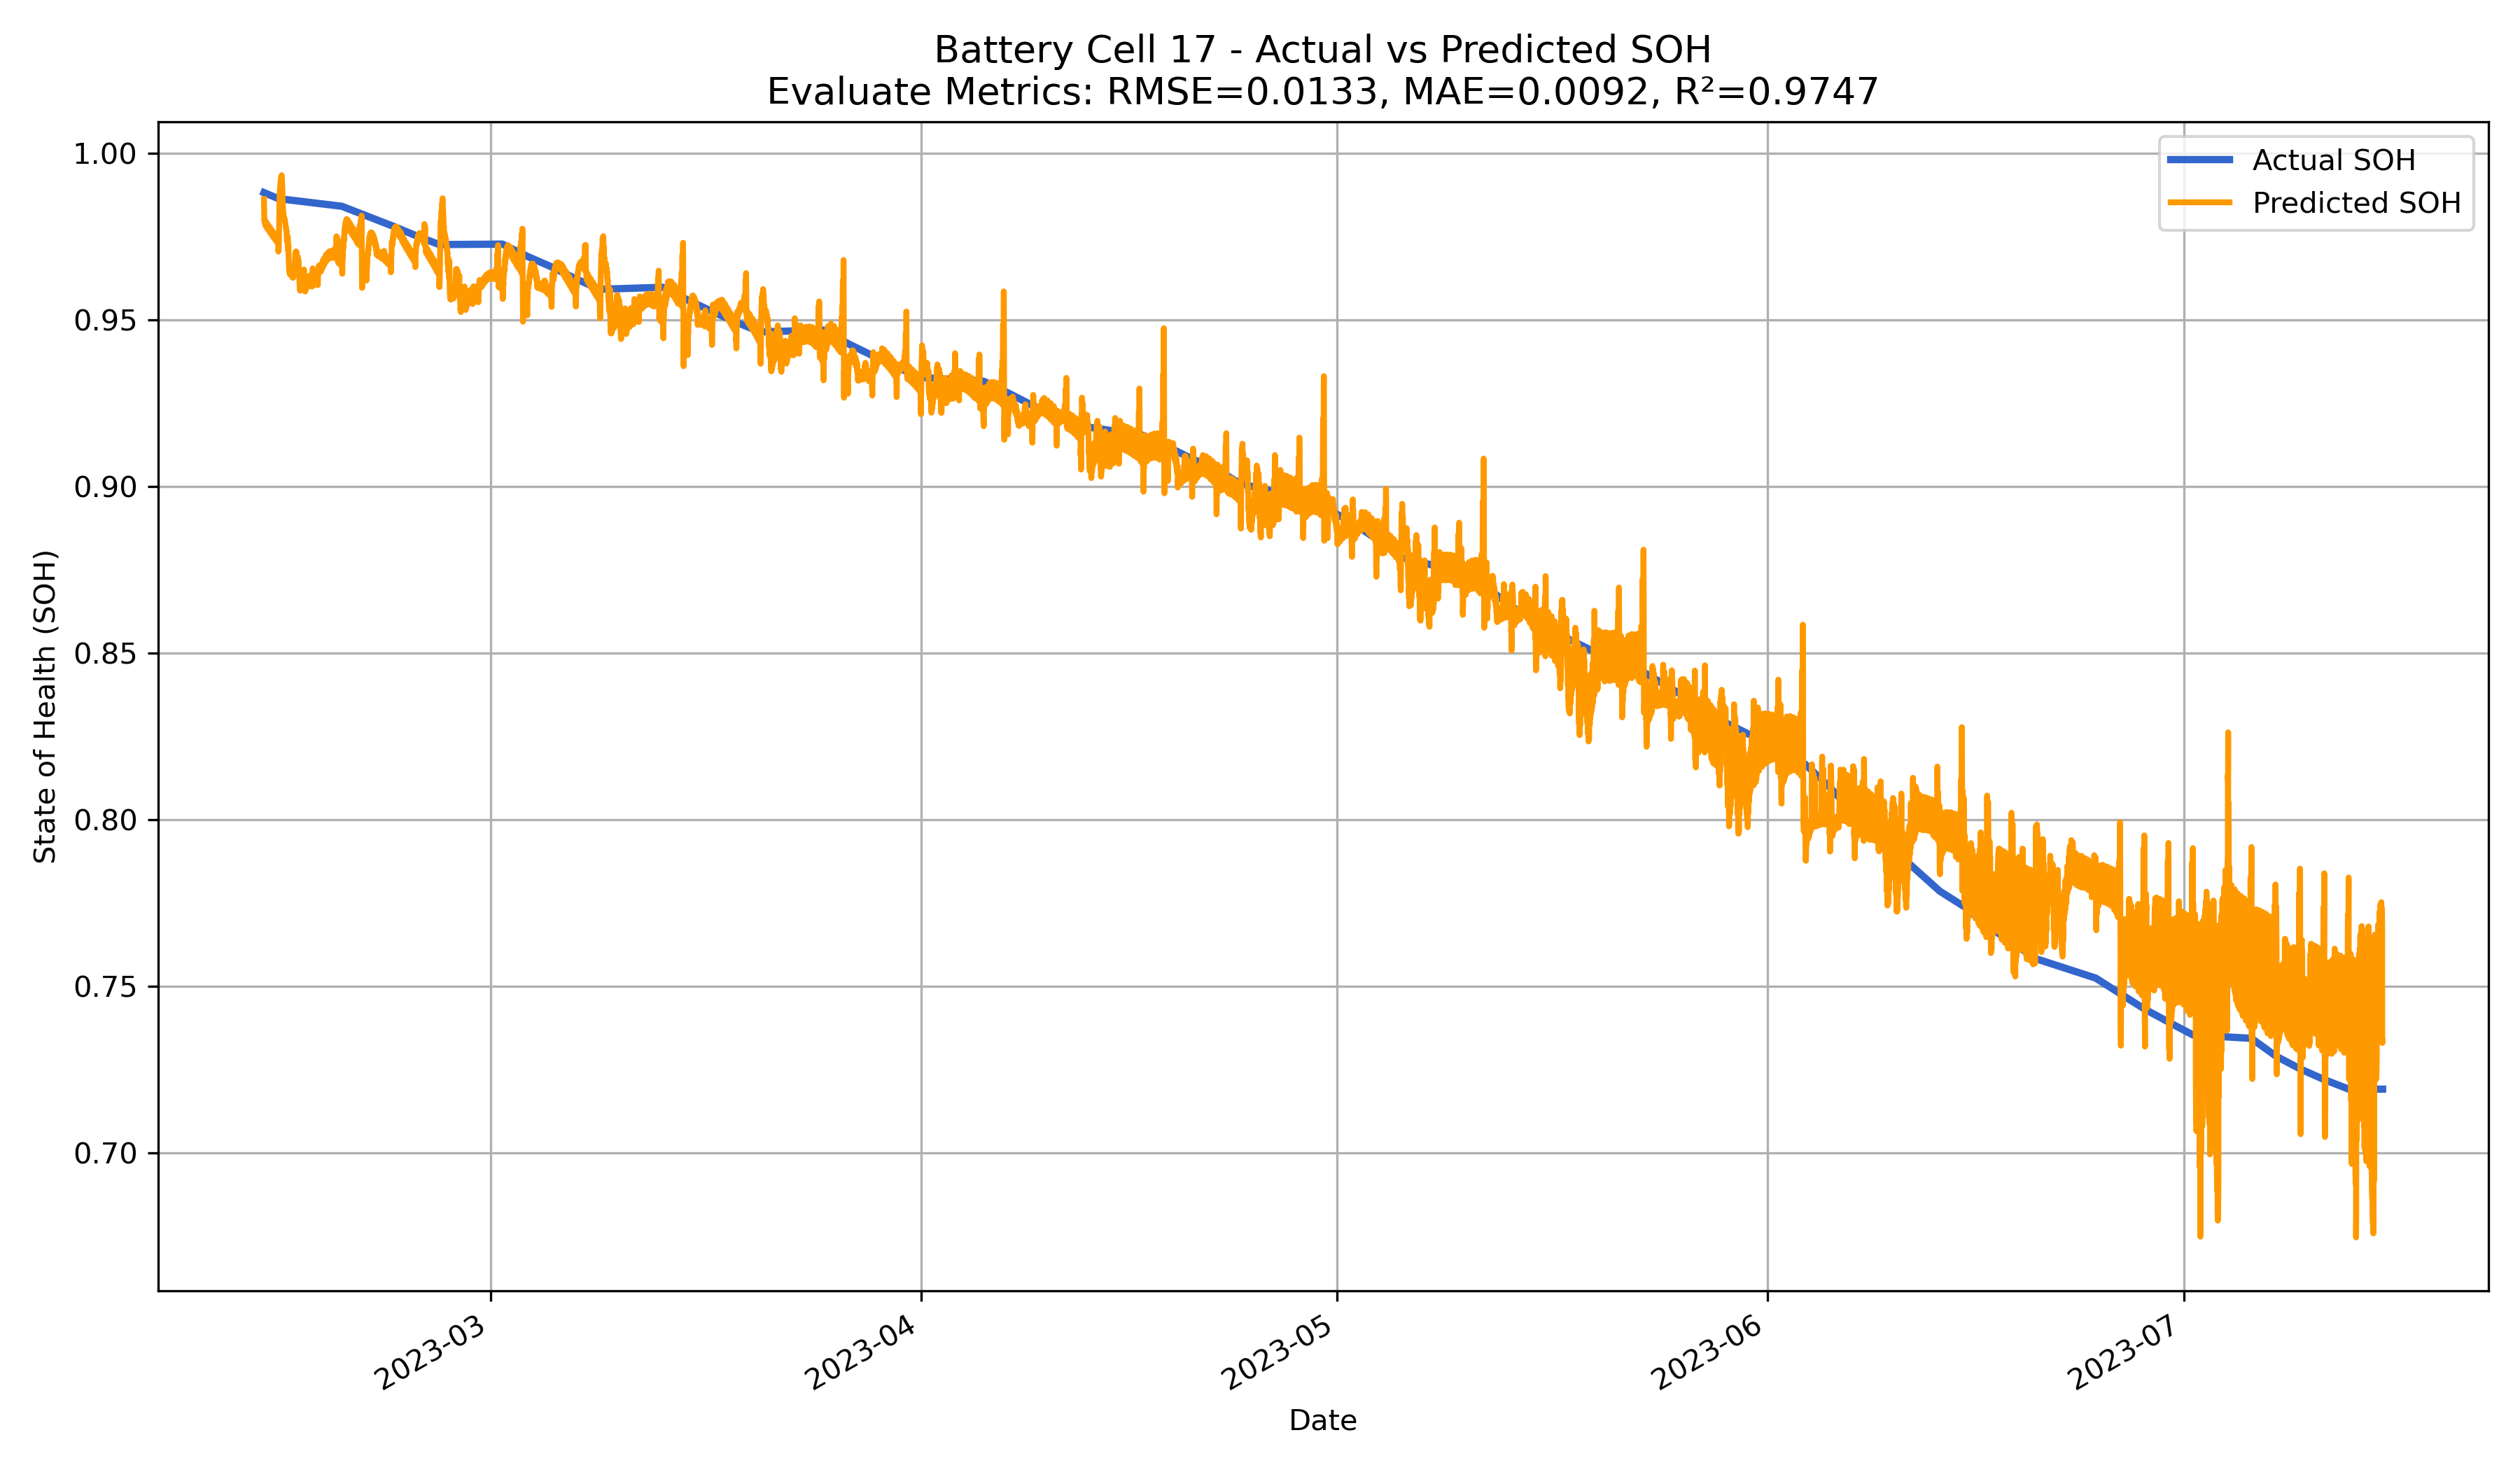 Battery Cell 17 - Actual vs Predicted SOH
Evaluate Metrics: RMSE=0.0133, MAE=0.0092, R²=0.9747
Actual SOH
Predicted SOH
State of Health (SOH)
1.00
0.95
0.90
0.85
0.80
0.75
0.70
2023-03
2023-04
2023-05
2023-06
2023-07
Date